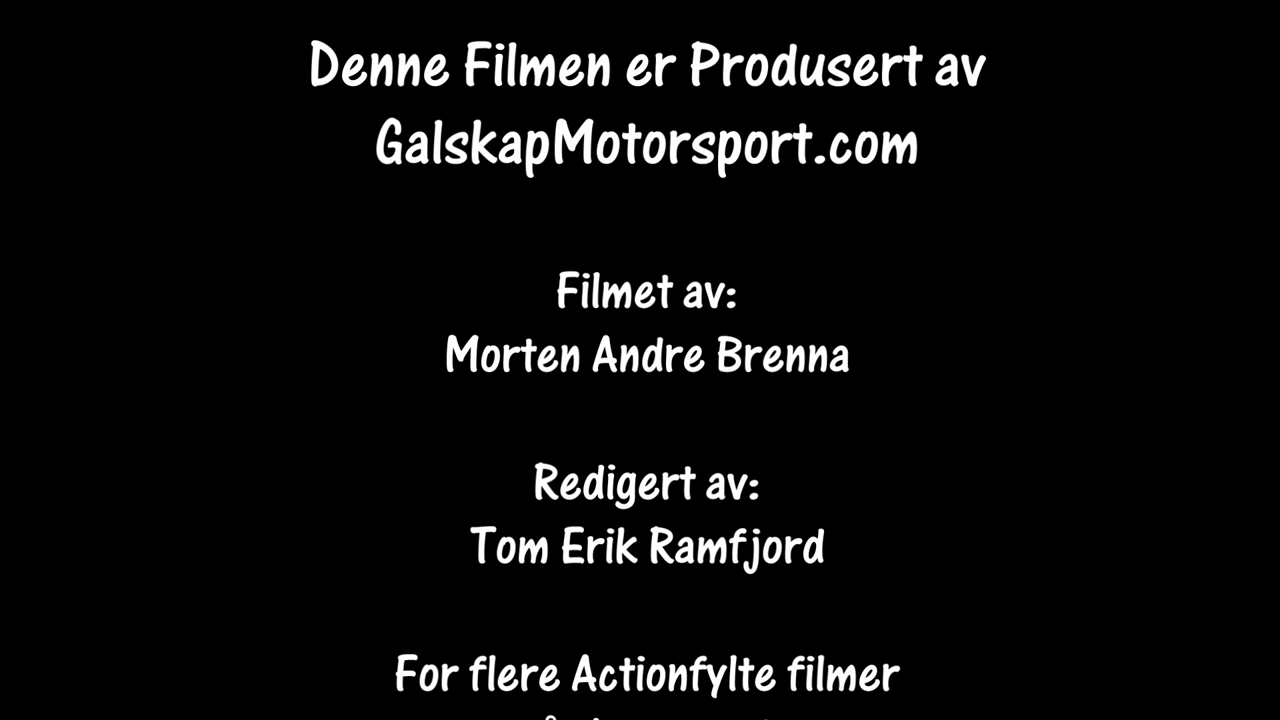 Denne Filmen er Produsert av
GalskapMotorsport.com
Filmet av:
Morten Andre Brenna
Redigert av:
Tom Erik Ramfjord
For flere Actionfylte filmer